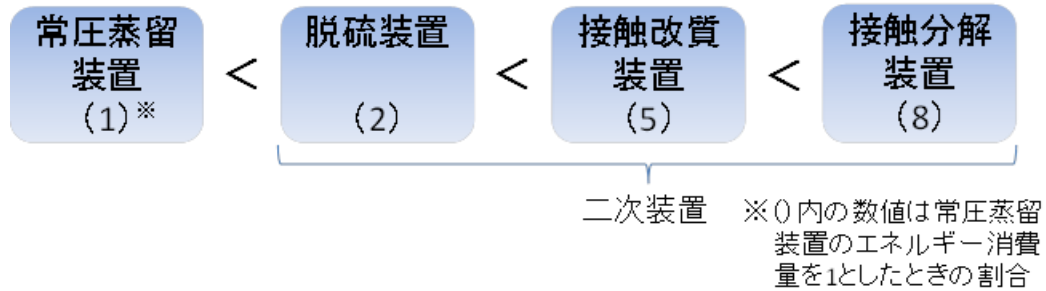 常圧蒸留
装置
(1)※
<
脱硫装置
(2)
<
接触改質
装置
(5)
<
接触分解
装置
(8)
二次装置
※()内の数値は常圧蒸留
装置のエネルギー消費
量を1としたときの割合